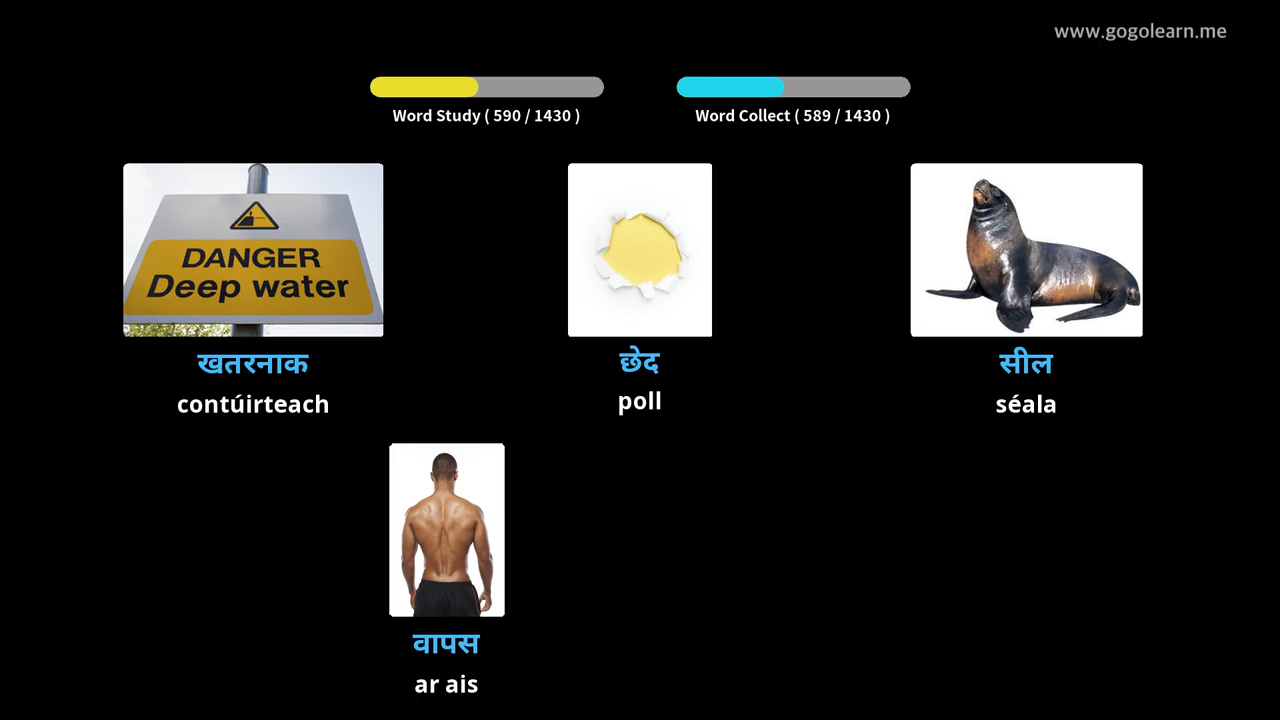 www.gogolearn.me
Word Study ( 590 / 1430 )
Word Collect ( 589 / 1430 )
DANGER
Deep water
खतरनाक
contúirteach
छेद
poll
सील
séala
वापस
ar ais